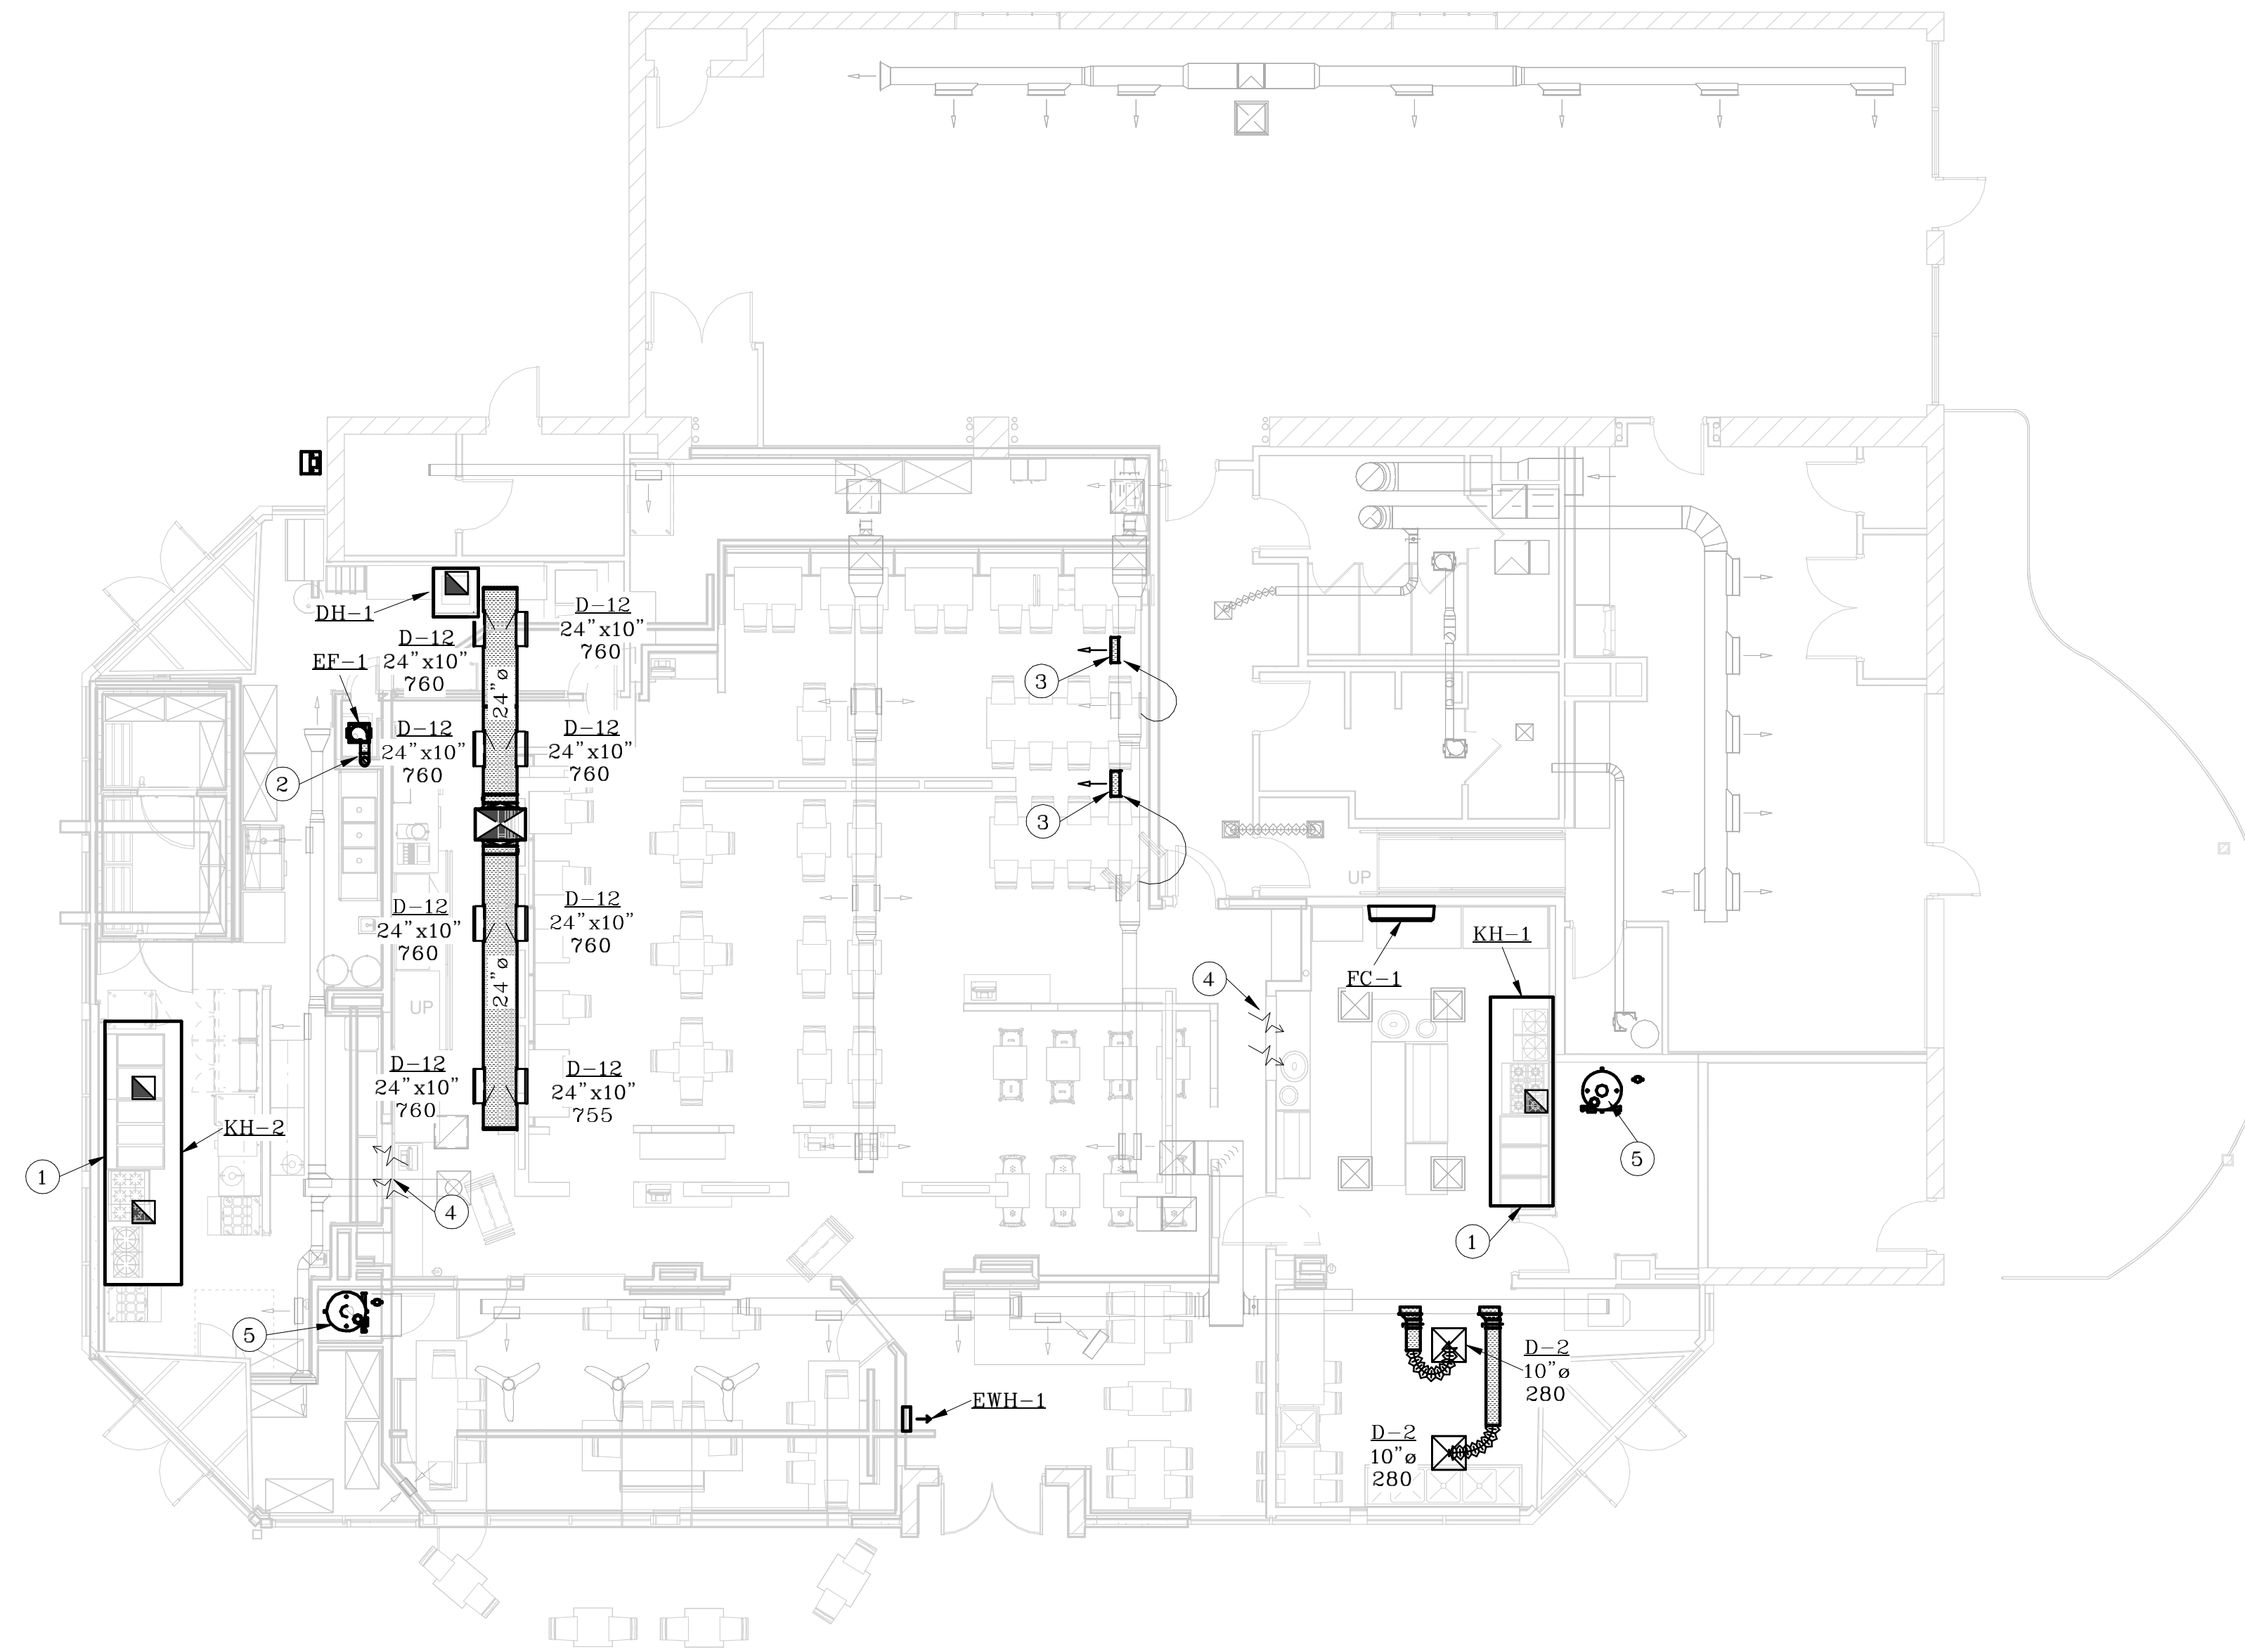 DH-1
D-12
24"x10"
760
D-12
24"x10"
760
EF-1
24"ø
3
D-12
24"x10"
760
D-12
24"x10"
760
2
3
UP
D-12
24"x10"
760
D-12
24"x10"
760
24"ø
UP
4
FC-1
KH-1
D-12
24"x10"
760
D-12
24"x10"
755
KH-2
1
4
5
1
5
D-2
10"ø
280
EWH-1
D-2
10"ø
280